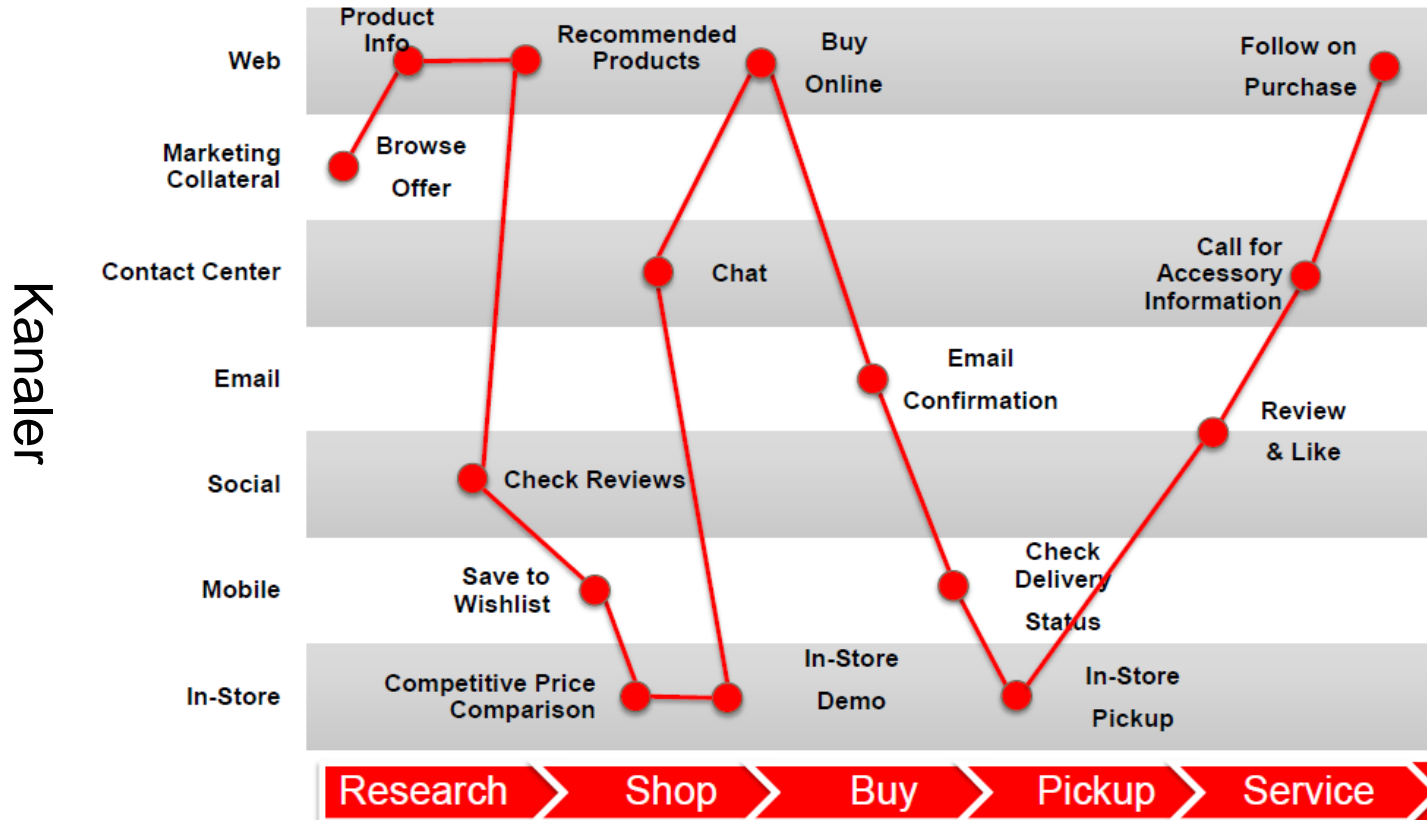 Product
Info
Web
Recommended
Products
Buy
Online
Follow on
Purchase
Marketing
Collateral
Browse
Offer
Contact Center
Chat
Call for
Accessory
Information
Kanaler
Email
Email
Confirmation
Review
& Like
Social
Check Reviews
Mobile
Save to
Wishlist
Check
Delivery
Status
In-Store
Competitive Price
Comparison
In-Store
Demo
In-Store
Pickup
Research
Shop
Buy
Pickup
Service